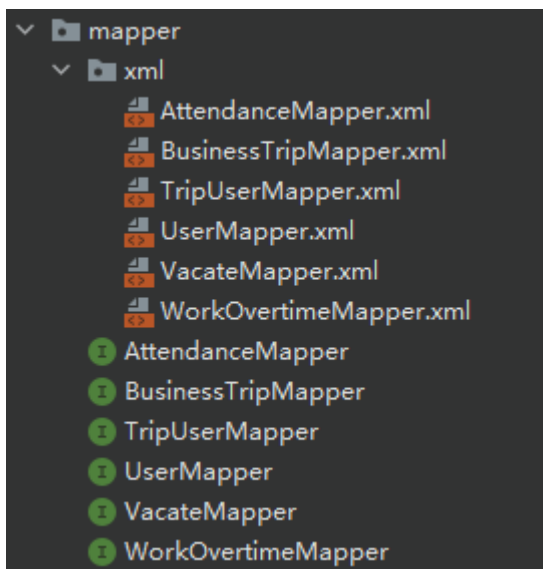 mapper
xml
AttendanceMapper.xml
BusinessTripMapper.xml
TripUserMapper.xml
UserMapper.xml
VacateMapper.xml
WorkOvertimeMapper.xml
AttendanceMapper
BusinessTripMapper
TripUserMapper
UserMapper
VacateMapper
WorkOvertimeMapper